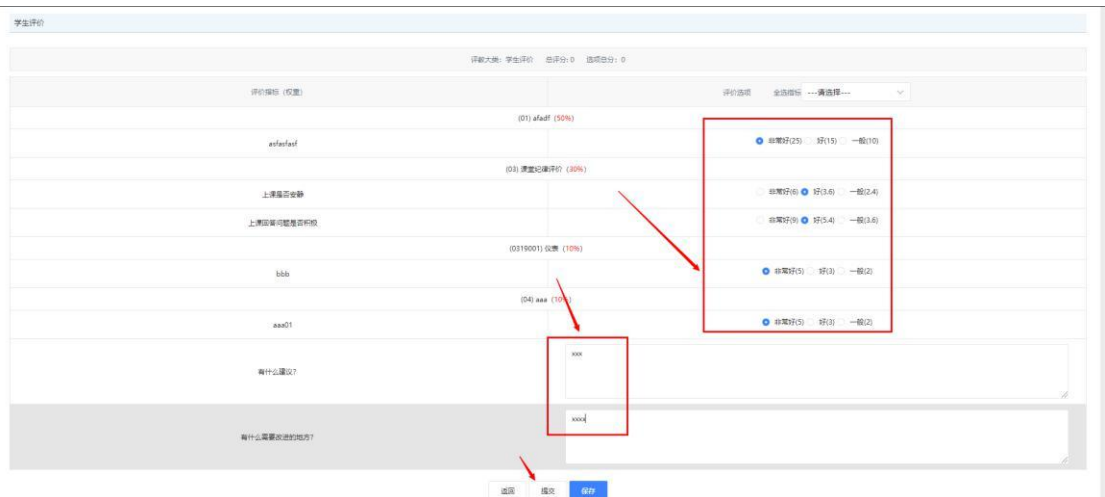 学生评价
评教大类：学生评价 总评分: 0 选项总分：0
评价指标（权重） 评价选项 全选指标 ---请选择---
(01) afadf (50%)
asfasfasf 非常好(25) 好(15) 一般(10)
(03) 课堂纪律评价 (30%)
上课是否安静 非常好(6) 好(3.6) 一般(2.4)
上课回答问题是否积极 非常好(9) 好(5.4) 一般(3.6)
(0319001) 仪表 (10%)
bbb 非常好(5) 好(3) 一般(2)
(04) aaa (10%)
aaa01 非常好(5) 好(3) 一般(2)
有什么建议? xxx
有什么需要改进的地方? xxxx
返回 提交 保存